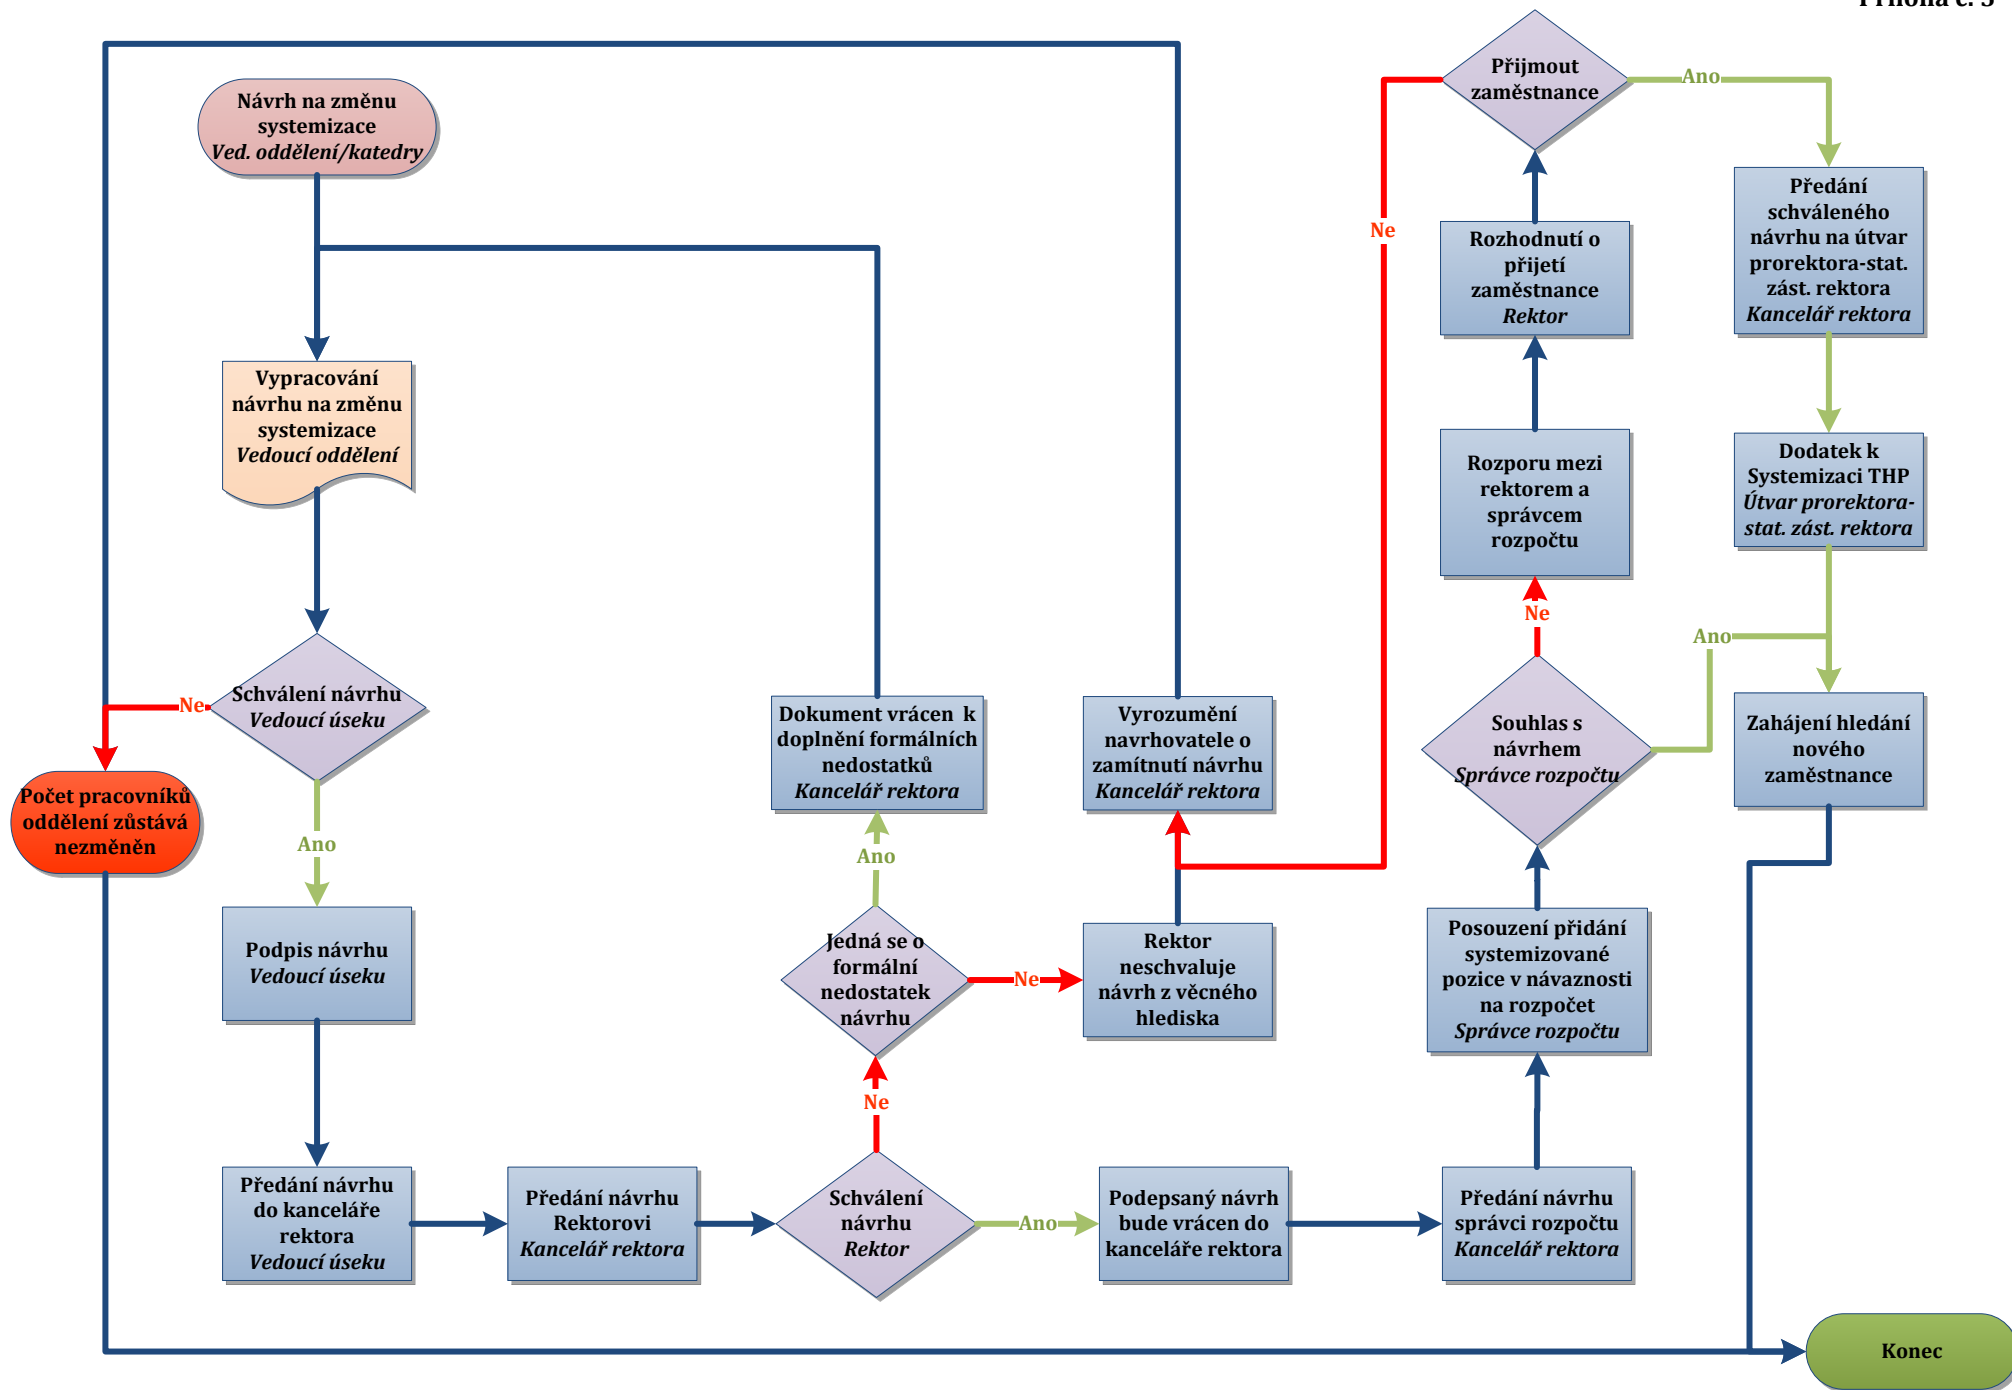 Návrh na změnu
systemizace
Ved. oddělení/katedry
Vypracování
návrhu na změnu
systemizace
Vedoucí oddělení
Schválení návrhu
Vedoucí úseku
Ne
Počet pracovníků
oddělení zůstává
nezměněn
Ano
Podpis návrhu
Vedoucí úseku
Předání návrhu
do kanceláře
rektora
Vedoucí úseku
Předání návrhu
Rektorovi
Kancelář rektora
Schválení
návrhu
Rektor
Ne
Jedná se o
formální
nedostatek
návrhu
Ano
Dokument vrácen k
doplnění formálních
nedostatků
Kancelář rektora
Ne
Rektor
neschvaluje
návrh z věcného
hlediska
Vyrozumění
navrhovatele o
zamítnutí návrhu
Kancelář rektora
Ano
Podepsaný návrh
bude vrácen do
kanceláře rektora
Předání návrhu
správci rozpočtu
Kancelář rektora
Posouzení přidání
systemizované
pozice v návaznosti
na rozpočet
Správce rozpočtu
Souhlas s
návrhem
Správce rozpočtu
Ne
Rozporu mezi
rektorem a
správcem
rozpočtu
Rozhodnutí o
přijetí
zaměstnance
Rektor
Přijmout
zaměstnance
Ne
Ano
Předání
schváleného
návrhu na útvar
prorektora-stat.
zást. rektora
Kancelář rektora
Dodatek k
Systemizaci THP
Útvar prorektora-
stat. zást. rektora
Ano
Zahájení hledání
nového
zaměstnance
Konec